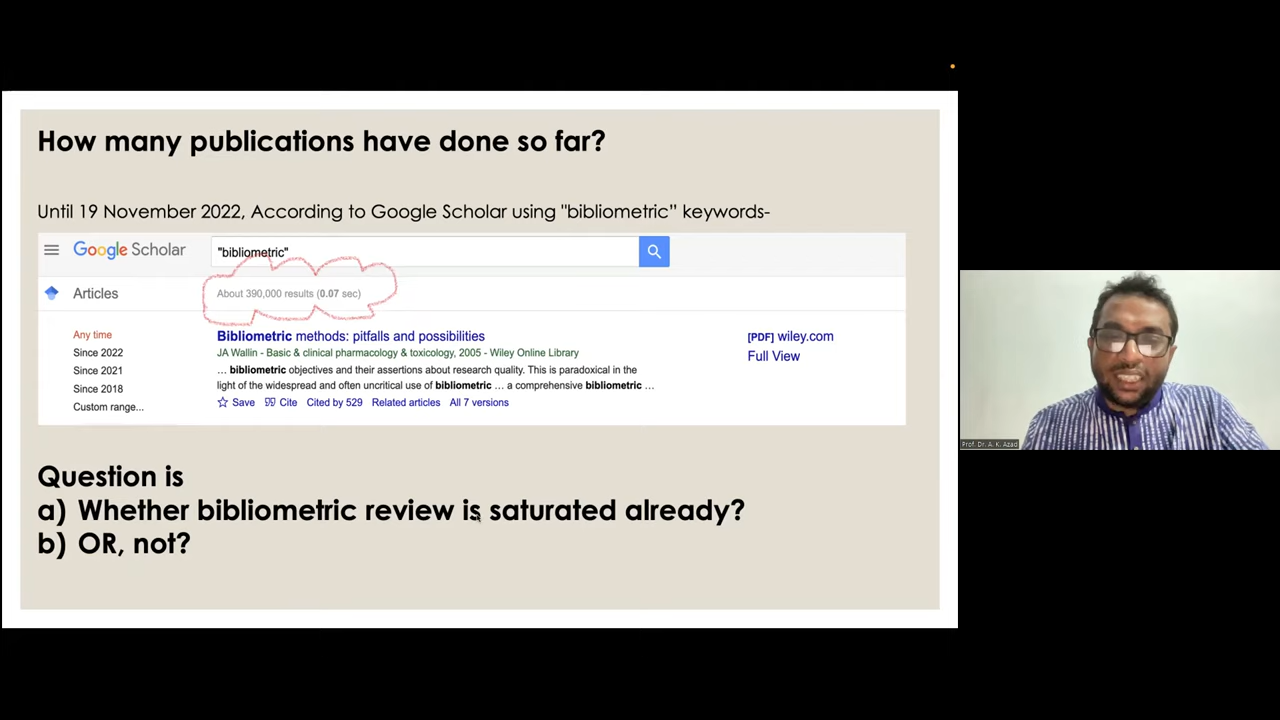 How many publications have done so far?
Until 19 November 2022, According to Google Scholar using "bibliometric” keywords-
Google Scholar
"bibliometric"
Articles
About 390,000 results (0.07 sec)
Any time
Since 2022
Since 2021
Since 2018
Custom range...
Bibliometric methods: pitfalls and possibilities
JA Wallin - Basic & clinical pharmacology & toxicology, 2005 - Wiley Online Library
… bibliometric objectives and their assertions about research quality. This is paradoxical in the
light of the widespread and often uncritical use of bibliometric … a comprehensive bibliometric …
Save Cite Cited by 529 Related articles All 7 versions
[PDF] wiley.com
Full View
Question is
a) Whether bibliometric review is saturated already?
b) OR, not?
Prof. Dr. A. K. Azad